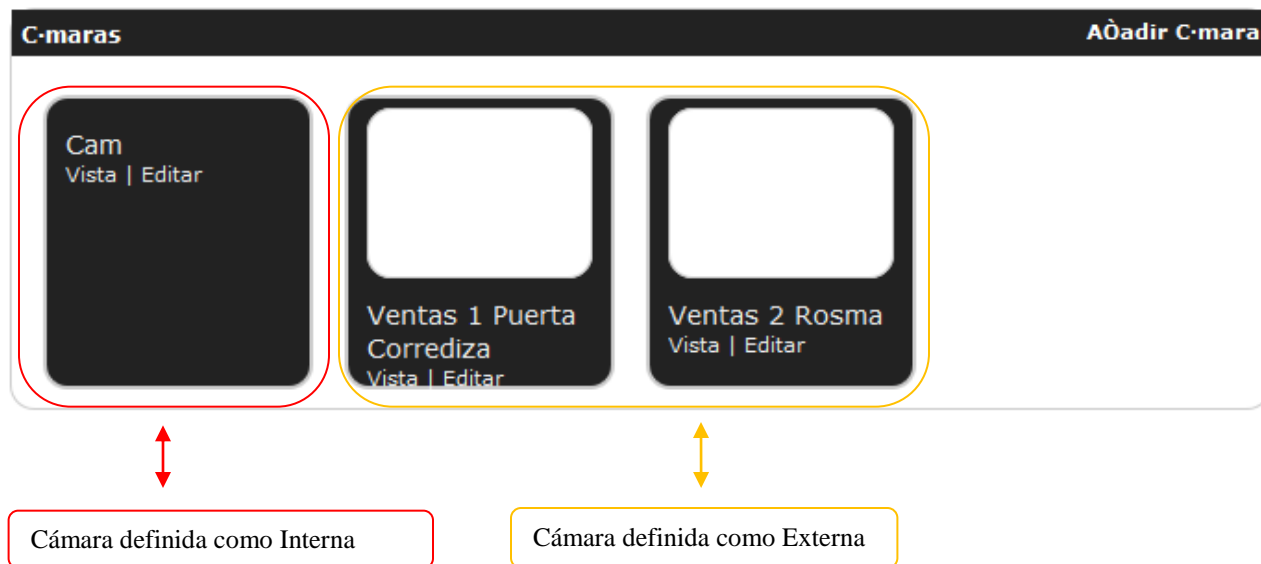 C·maras
AÒadir C·mara
Cam
Vista | Editar
Ventas 1 Puerta
Corrediza
Vista | Editar
Ventas 2 Rosma
Vista | Editar
Cámara definida como Interna
Cámara definida como Externa